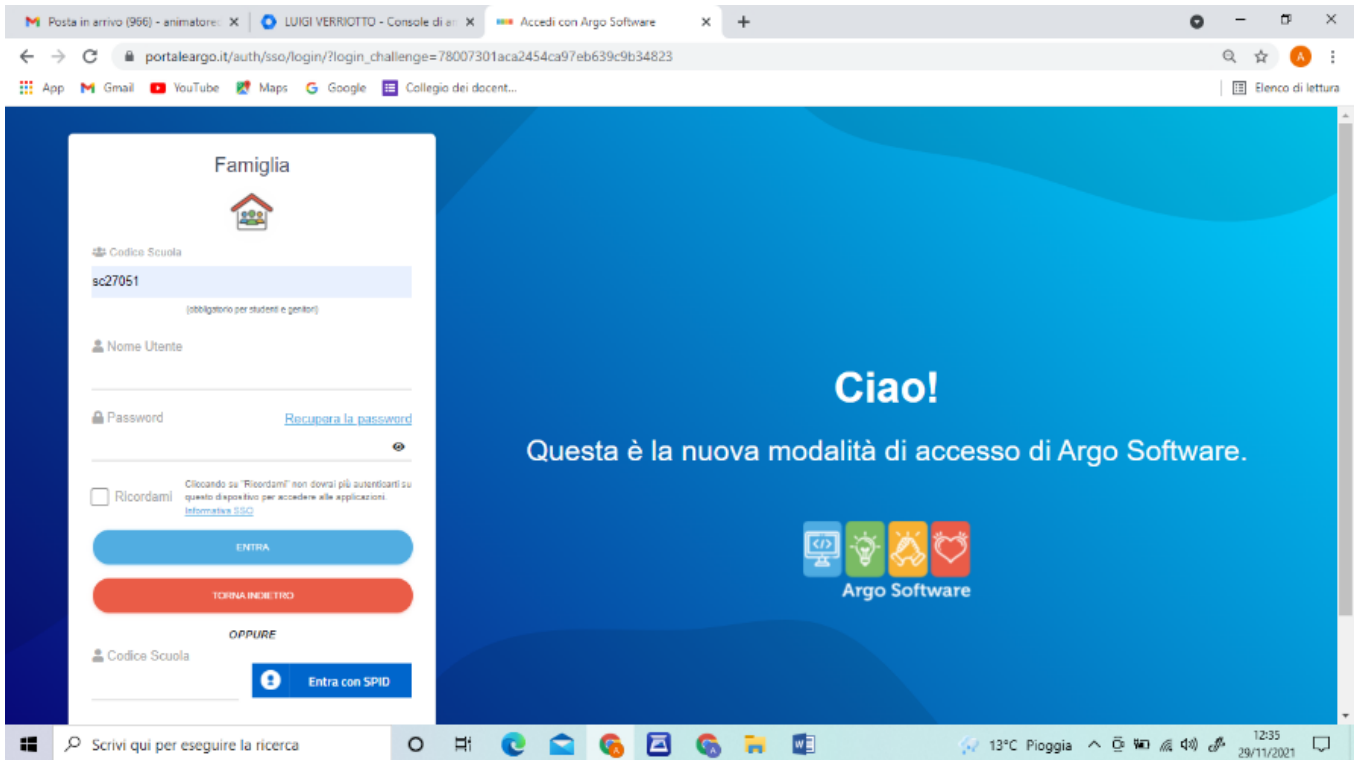 Posta in arrivo (966) - animatore:
LUIGI VERRIOTTO - Console di an
Accedi con Argo Software
portaleargo.it/auth/sso/login/?login_challenge=78007301aca2454ca97eb639c9b34823
A
App
Gmail
YouTube
Maps
Google
Collegio dei docent...
Elenco di lettura
Famiglia
Codice Scuola
sc27051
(obbligatorio per studenti e genitori)
Nome Utente
Password
Recupera la password
Ricordami
Cliccando su "Ricordami" non dovrai più autenticarti su
questo dispositivo per accedere alle applicazioni.
Informativa SSO
ENTRA
TORNA INDIETRO
OPPURE
Codice Scuola
Entra con SPID
Ciao!
Questa è la nuova modalità di accesso di Argo Software.
Argo Software
Scrivi qui per eseguire la ricerca
13°C Pioggia
12:35
29/11/2021